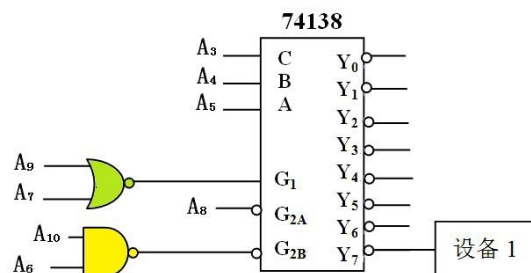 74138
A₃ C Y₀
A₄ B Y₁
A₅ A Y₂
Y₃
A₉ Y₄
A₇ G₁ Y₅
A₈ G₂A Y₆
A₁₀ G₂B Y₇ 设备 1
A₆